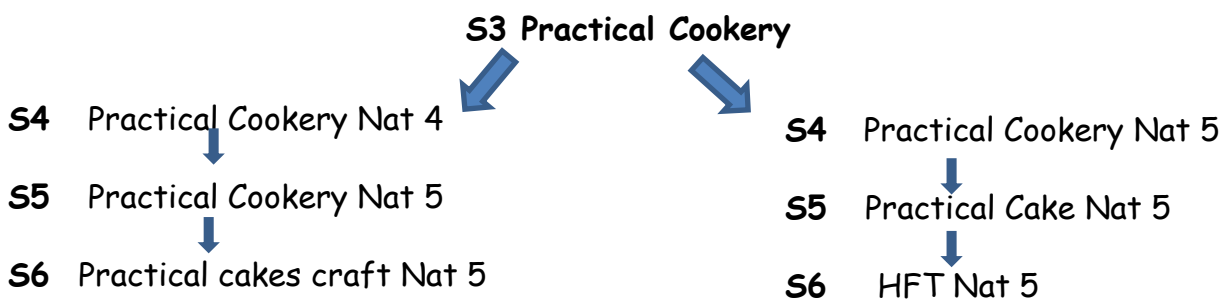 S3 Practical Cookery
S4 Practical Cookery Nat 4
S5 Practical Cookery Nat 5
S6 Practical cakes craft Nat 5
S4 Practical Cookery Nat 5
S5 Practical Cake Nat 5
S6 HFT Nat 5